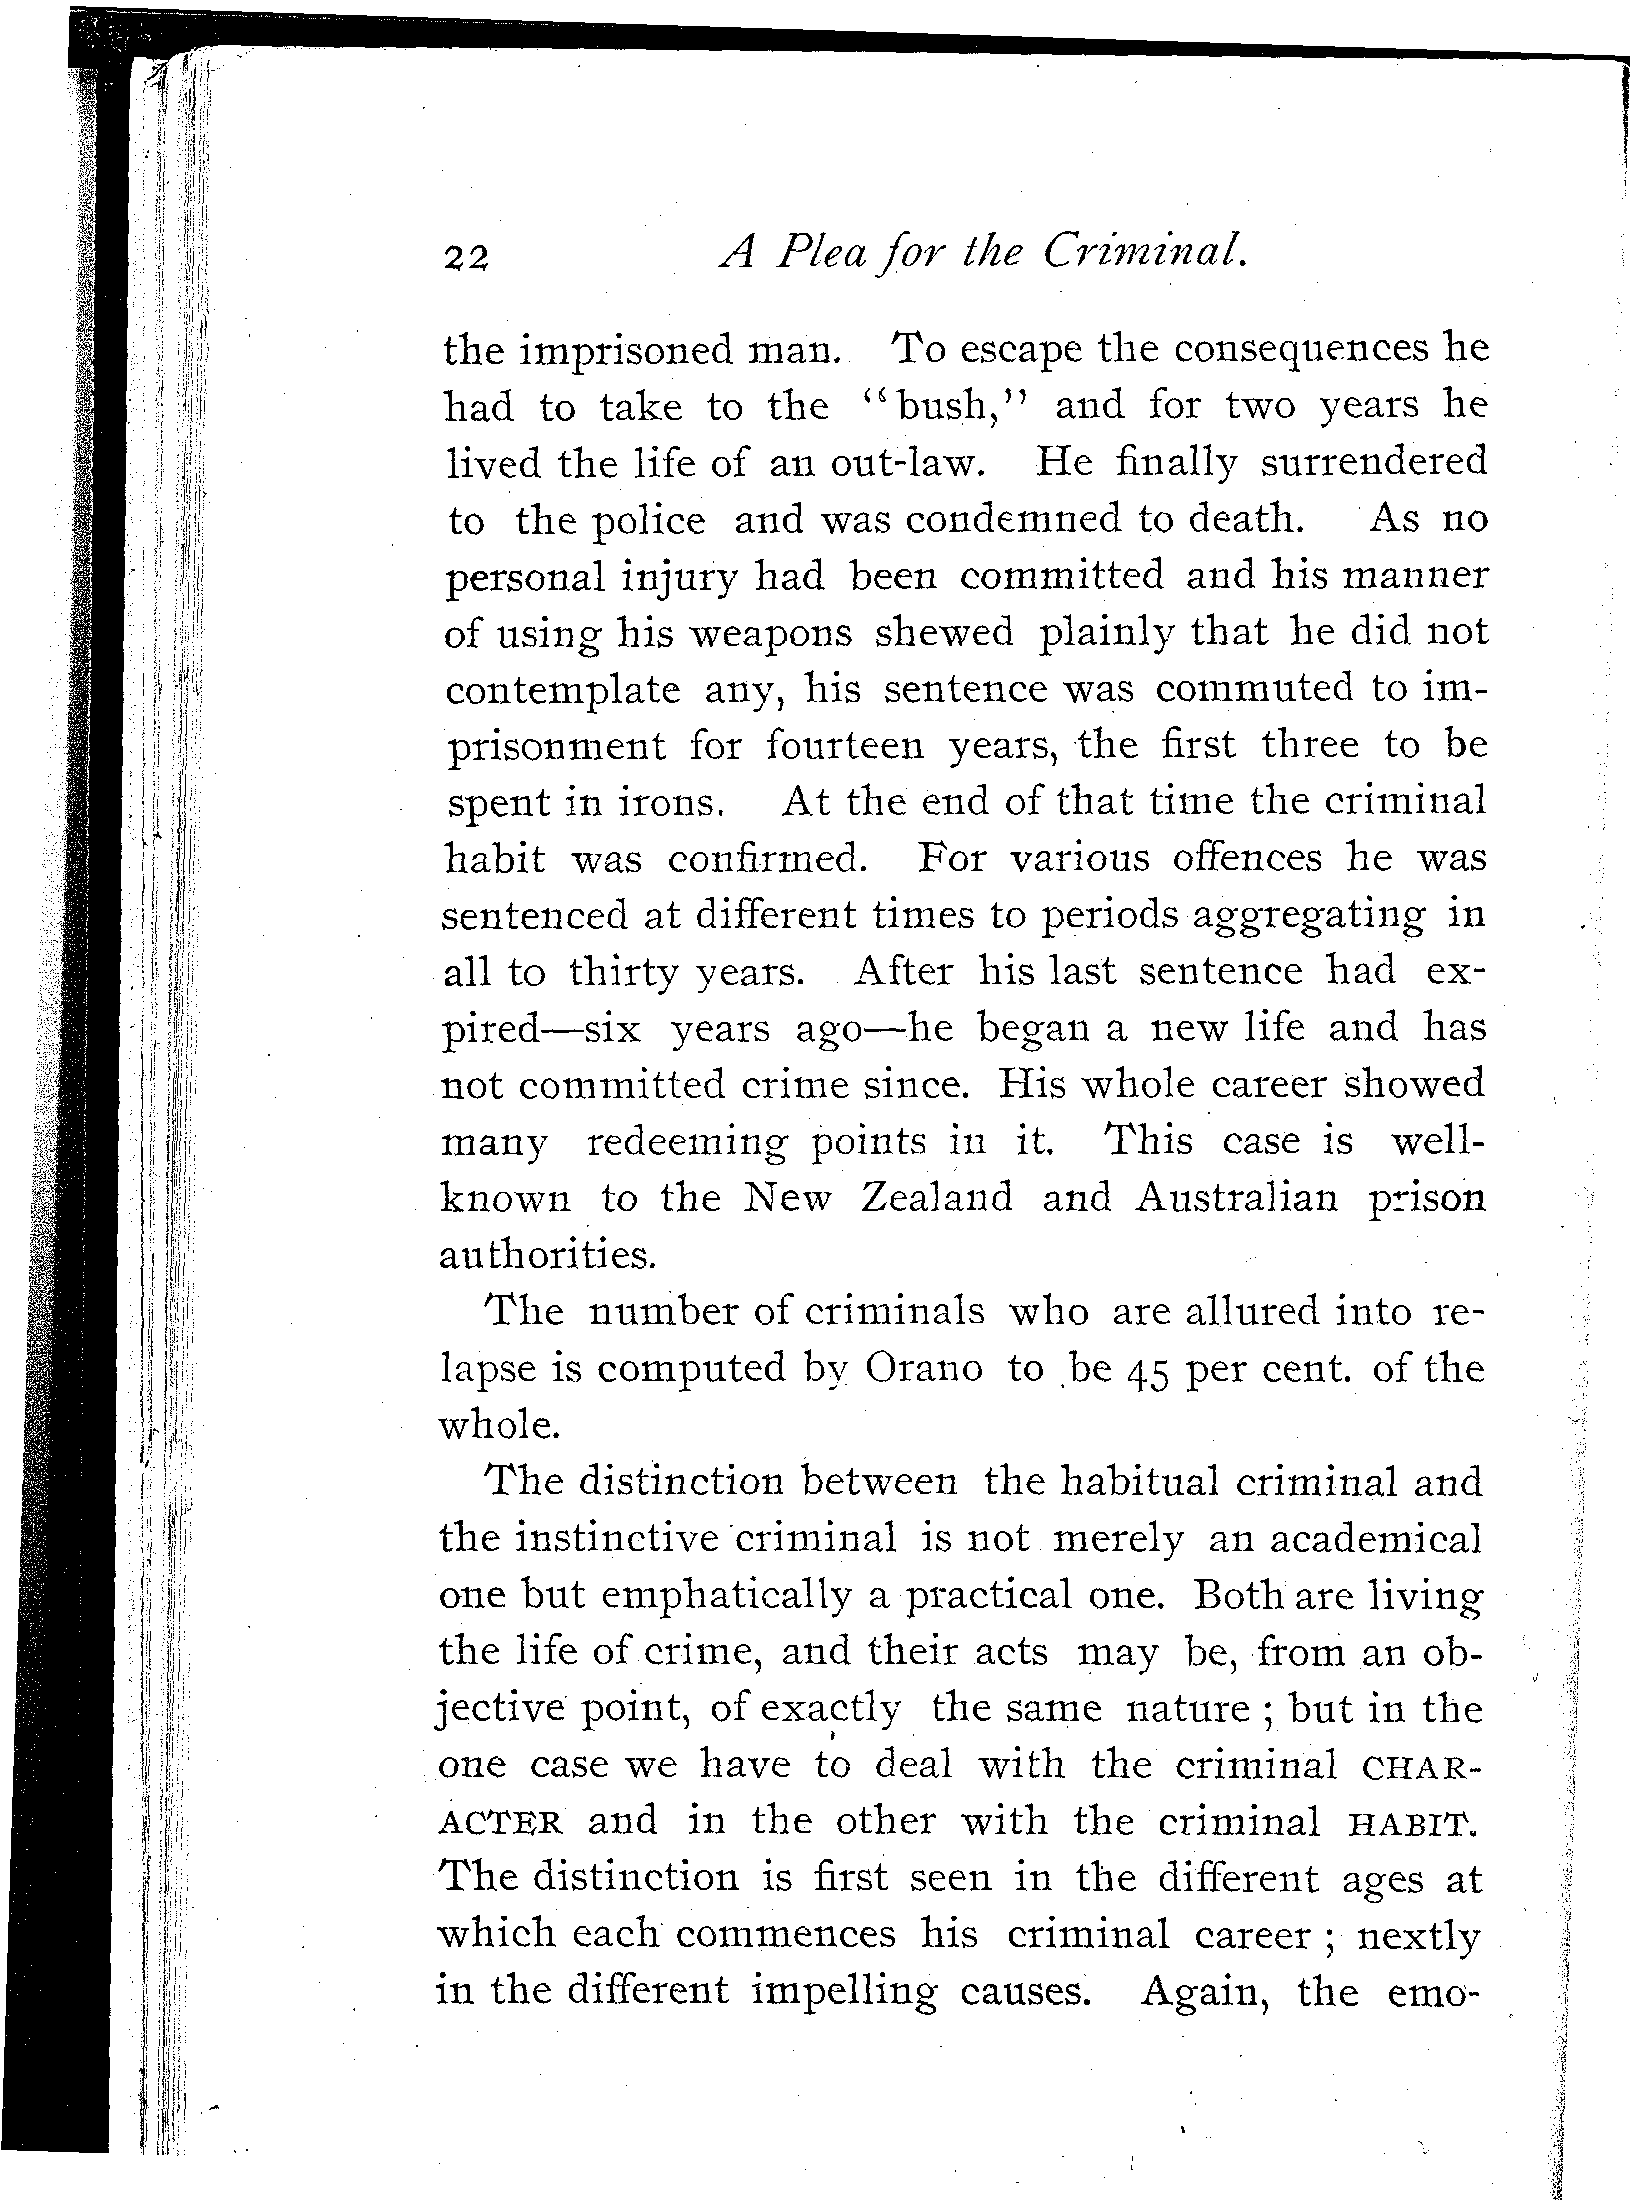 22 A Plea for the Criminal.
the imprisoned man. To escape the consequences he
had to take to the "bush," and for two years he
lived the life of an out-law. He finally surrendered
to the police and was condemned to death. As no
personal injury had been committed and his manner
of using his weapons shewed plainly that he did not
contemplate any, his sentence was commuted to im-
prisonment for fourteen years, the first three to be
spent in irons. At the end of that time the criminal
habit was confirmed. For various offences he was
sentenced at different times to periods aggregating in
all to thirty years. After his last sentence had ex-
pired—six years ago—he began a new life and has
not committed crime since. His whole career showed
many redeeming points in it. This case is well-
known to the New Zealand and Australian prison
authorities.
The number of criminals who are allured into re-
lapse is computed by Orano to be 45 per cent. of the
whole.
The distinction between the habitual criminal and
the instinctive criminal is not merely an academical
one but emphatically a practical one. Both are living
the life of crime, and their acts may be, from an ob-
jective point, of exactly the same nature ; but in the
one case we have to deal with the criminal CHAR-
ACTER and in the other with the criminal HABIT.
The distinction is first seen in the different ages at
which each commences his criminal career ; nextly
in the different impelling causes. Again, the emo-